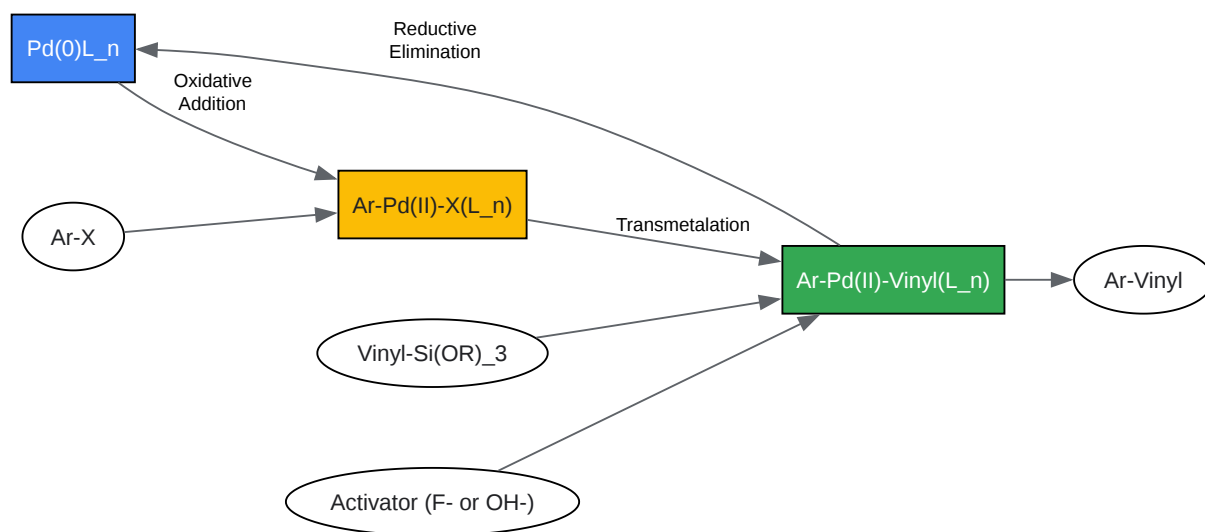 Pd(0)L_n
Reductive
Elimination
Oxidative
Addition
Ar-Pd(II)-X(L_n)
Ar-X
Transmetalation
Ar-Pd(II)-Vinyl(L_n)
Ar-Vinyl
Vinyl-Si(OR)_3
Activator (F- or OH-)